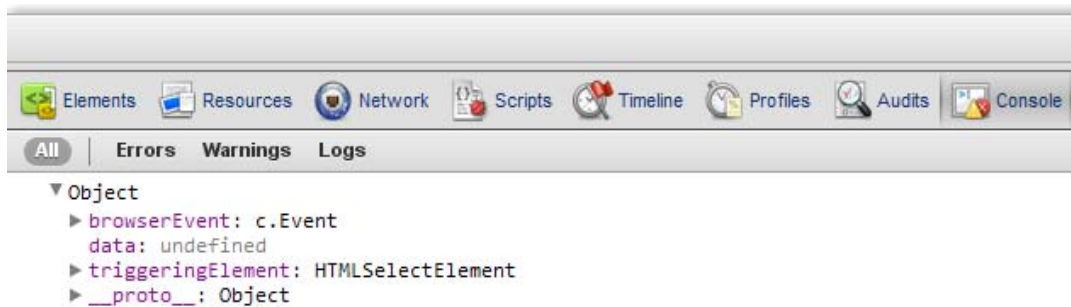 Elements Resources Network Scripts Timeline Profiles Audits Console
All Errors Warnings Logs
Object
browserEvent: c.Event
data: undefined
triggeringElement: HTMLSelectElement
__proto__: Object